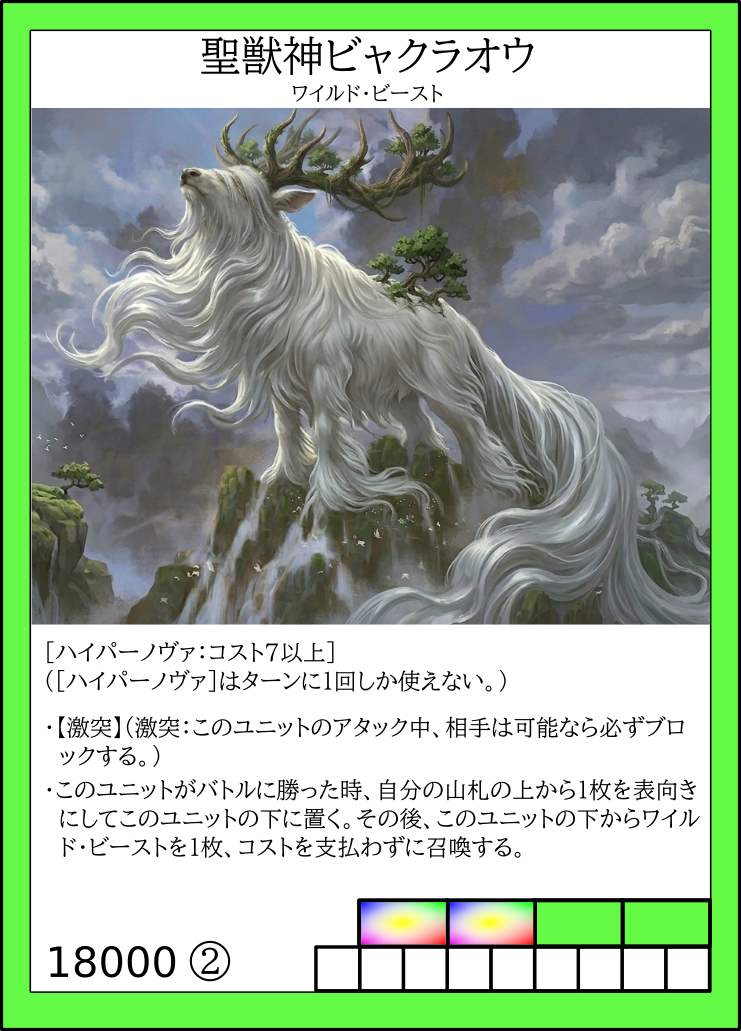 聖獣神ビャクラオウ
ワイルド・ビースト
[ハイパーノヴァ:コスト7以上]
([ハイパーノヴァ]はターンに1回しか使えない。)
・【激突】(激突:このユニットのアタック中、相手は可能なら必ずブロ
ックする。)
・このユニットがバトルに勝った時、自分の山札の上から1枚を表向き
にしてこのユニットの下に置く。その後、このユニットの下からワイル
ド・ビーストを1枚、コストを支払わずに召喚する。
18000 ②